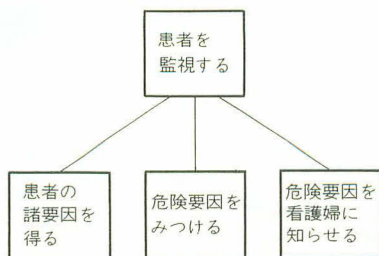 患者を
監視する
患者の
諸要因を
得る
危険要因を
みつける
危険要因を
看護婦に
知らせる